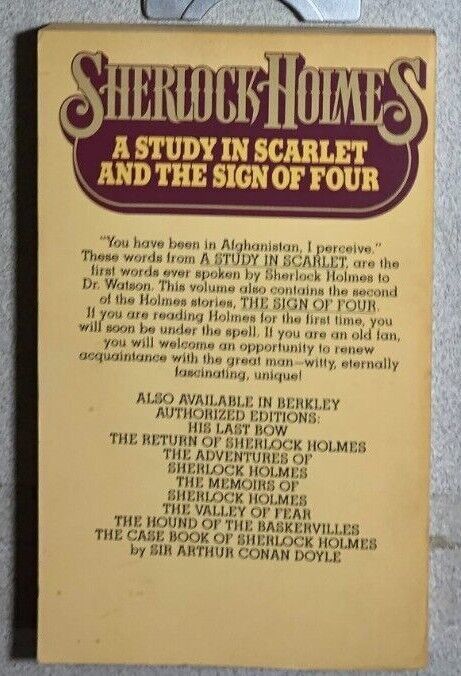 SHERLOCK HOLMES
A STUDY IN SCARLET
AND THE SIGN OF FOUR
"You have been in Afghanistan, I perceive."
These words from A STUDY IN SCARLET, are the
first words ever spoken by Sherlock Holmes to
Dr. Watson. This volume also contains the second
of the Holmes stories, THE SIGN OF FOUR.
If you are reading Holmes for the first time, you
will soon be under the spell. If you are an old fan,
you will welcome an opportunity to renew
acquaintance with the great man—witty, eternally
fascinating, unique!
ALSO AVAILABLE IN BERKLEY
AUTHORIZED EDITIONS:
HIS LAST BOW
THE RETURN OF SHERLOCK HOLMES
THE ADVENTURES OF
SHERLOCK HOLMES
THE MEMOIRS OF
SHERLOCK HOLMES
THE VALLEY OF FEAR
THE HOUND OF THE BASKERVILLES
THE CASE BOOK OF SHERLOCK HOLMES
by SIR ARTHUR CONAN DOYLE